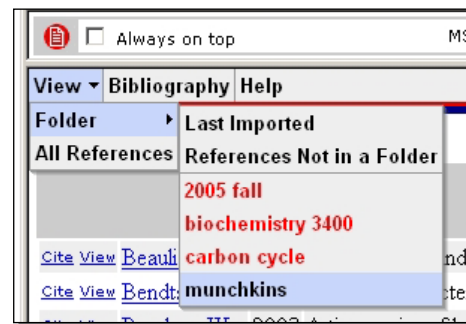 Always on top MS
View Bibliography Help
Folder Last Imported
All References References Not in a Folder
2005 fall
biochemistry 3400
Cite View Beauli carbon cycle
Cite View Bendt munchkins